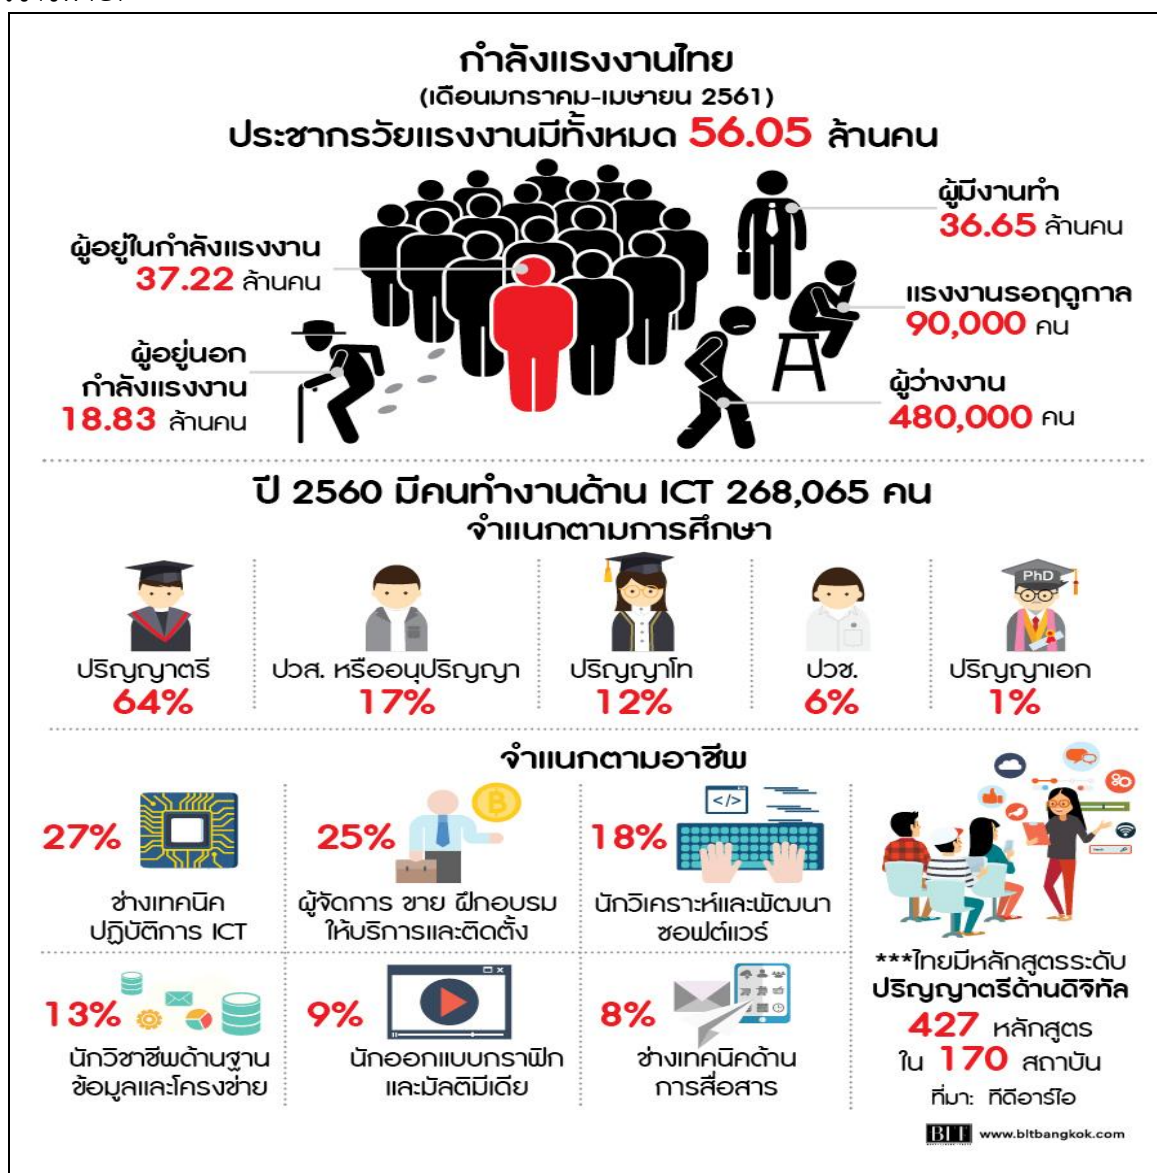 กำลังแรงงานไทย
(เดือนมกราคม-เมษายน 2561)
ประชากรวัยแรงงานมีทั้งหมด 56.05 ล้านคน
ผู้อยู่ในกำลังแรงงาน
37.22 ล้านคน
ผู้อยู่นอก
กำลังแรงงาน
18.83 ล้านคน
ผู้มีงานทำ
36.65 ล้านคน
แรงงานรอฤดูกาล
90,000 คน
ผู้ว่างงาน
480,000 คน
ปี 2560 มีคนทำงานด้าน ICT 268,065 คน
จำแนกตามการศึกษา
ปริญญาตรี
64%
ปวส. หรืออนุปริญญา
17%
ปริญญาโท
12%
ปวช.
6%
PhD
ปริญญาเอก
1%
จำแนกตามอาชีพ
27%
ช่างเทคนิค
ปฏิบัติการ ICT
25%
ผู้จัดการ ขาย ฝึกอบรม
ให้บริการและติดตั้ง
</>
18%
นักวิเคราะห์และพัฒนา
ซอฟต์แวร์
13%
นักวิชาชีพด้านฐาน
ข้อมูลและโครงข่าย
9%
นักออกแบบกราฟิก
และมัลติมีเดีย
8%
ช่างเทคนิคด้าน
การสื่อสาร
***ไทยมีหลักสูตรระดับ
ปริญญาตรีด้านดิจิทัล
427 หลักสูตร
ใน 170 สถาบัน
ที่มา: ทีดีอาร์ไอ
BLT www.bltbangkok.com